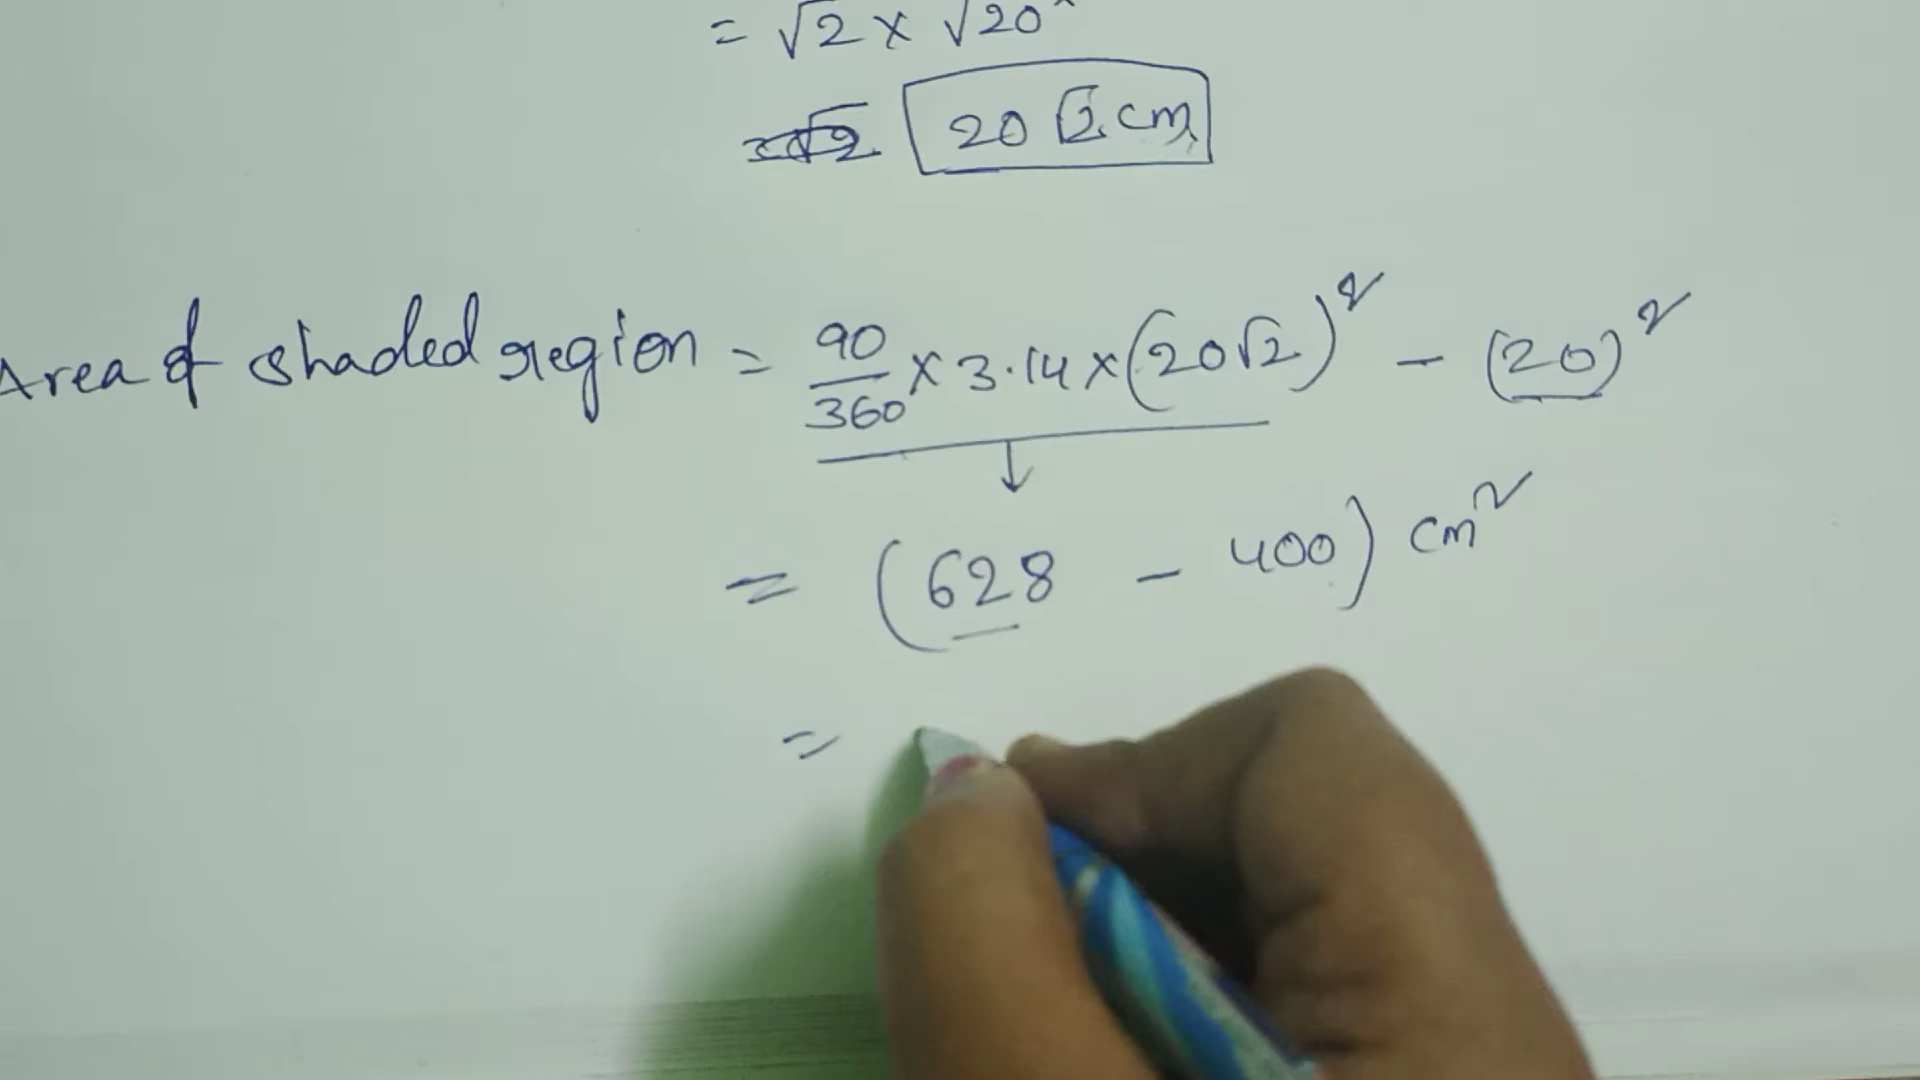 = √2 × √20²
20√2 cm
Area of shaded region = 90/360 × 3.14 × (20√2)² - (20)²
↓
= (628 - 400) cm²
=